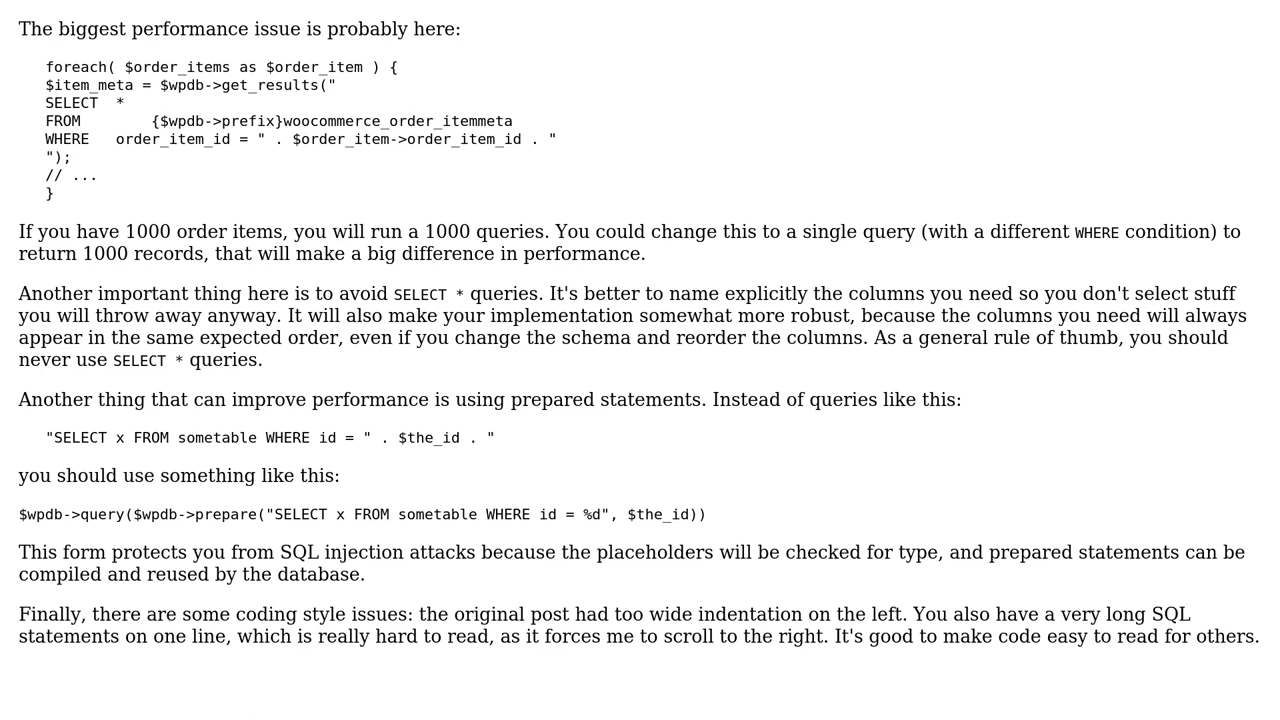 The biggest performance issue is probably here:
foreach( $order_items as $order_item ) {
$item_meta = $wpdb->get_results("
SELECT  *
FROM        {$wpdb->prefix}woocommerce_order_itemmeta
WHERE   order_item_id = " . $order_item->order_item_id . "
");
// ...
}
If you have 1000 order items, you will run a 1000 queries. You could change this to a single query (with a different WHERE condition) to
return 1000 records, that will make a big difference in performance.
Another important thing here is to avoid SELECT * queries. It's better to name explicitly the columns you need so you don't select stuff
you will throw away anyway. It will also make your implementation somewhat more robust, because the columns you need will always
appear in the same expected order, even if you change the schema and reorder the columns. As a general rule of thumb, you should
never use SELECT * queries.
Another thing that can improve performance is using prepared statements. Instead of queries like this:
"SELECT x FROM sometable WHERE id = " . $the_id . "
you should use something like this:
$wpdb->query($wpdb->prepare("SELECT x FROM sometable WHERE id = %d", $the_id))
This form protects you from SQL injection attacks because the placeholders will be checked for type, and prepared statements can be
compiled and reused by the database.
Finally, there are some coding style issues: the original post had too wide indentation on the left. You also have a very long SQL
statements on one line, which is really hard to read, as it forces me to scroll to the right. It's good to make code easy to read for others.